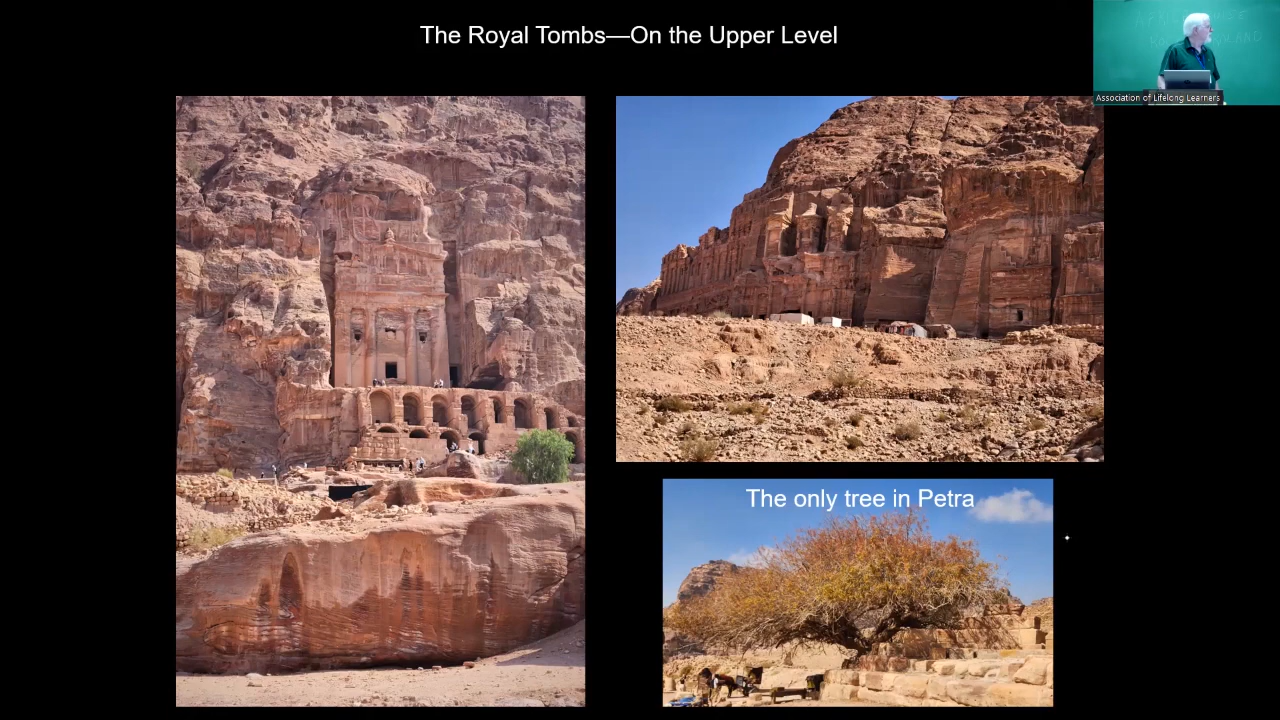 The Royal Tombs—On the Upper Level
Association of Lifelong Learners
The only tree in Petra